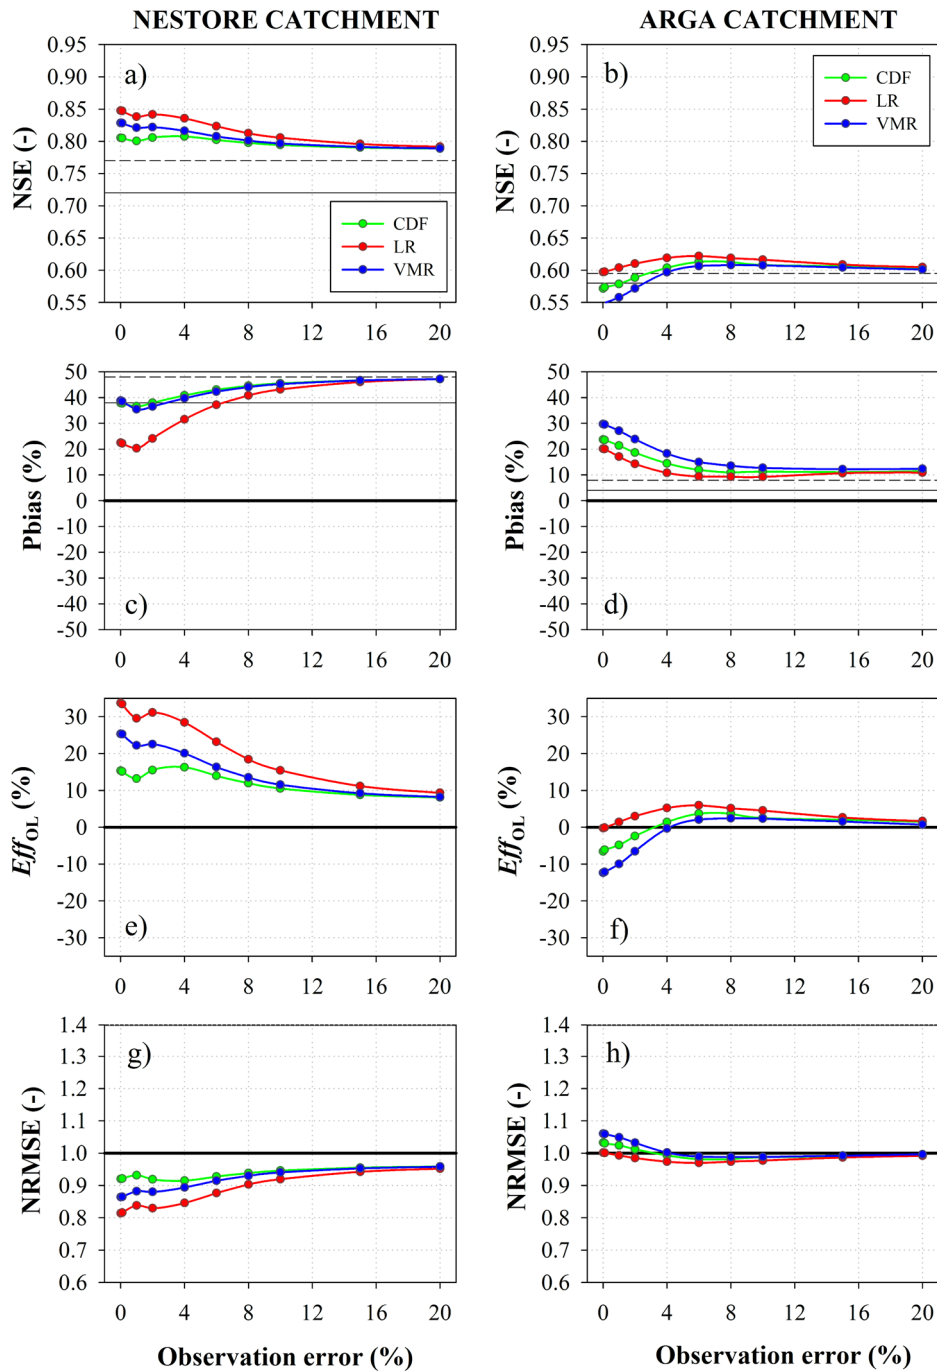 NESTORE CATCHMENT
ARGA CATCHMENT
a)
NSE (-)
0.95
0.90
0.85
0.80
0.75
0.70
0.65
0.60
0.55
CDF
LR
VMR
0 4 8 12 16 20
b)
NSE (-)
0.95
0.90
0.85
0.80
0.75
0.70
0.65
0.60
0.55
CDF
LR
VMR
0 4 8 12 16 20
Pbias (%)
50
40
30
20
10
0
-10
-20
-30
-40
-50
c)
0 4 8 12 16 20
Pbias (%)
50
40
30
20
10
0
-10
-20
-30
-40
-50
d)
0 4 8 12 16 20
Eff OL (%)
30
20
10
0
-10
-20
-30
e)
0 4 8 12 16 20
Eff OL (%)
30
20
10
0
-10
-20
-30
f)
0 4 8 12 16 20
g)
NRMSE (-)
1.4
1.3
1.2
1.1
1.0
0.9
0.8
0.7
0.6
0 4 8 12 16 20
Observation error (%)
h)
NRMSE (-)
1.4
1.3
1.2
1.1
1.0
0.9
0.8
0.7
0.6
0 4 8 12 16 20
Observation error (%)